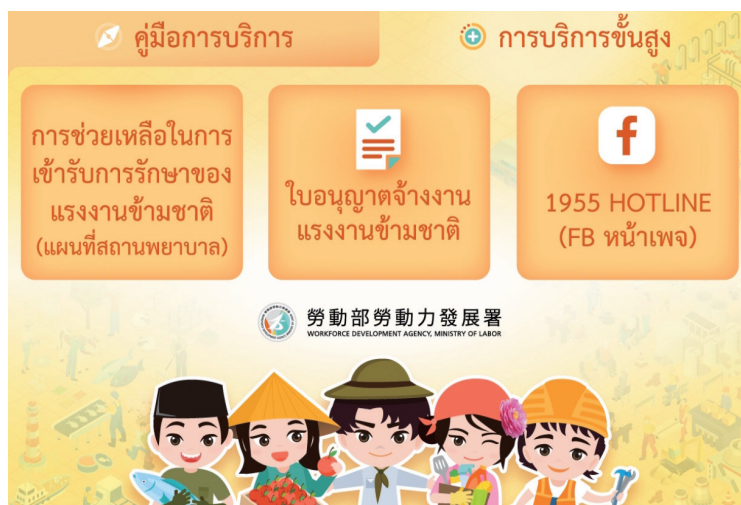 คู่มือการบริการ
การบริการขั้นสูง
การช่วยเหลือในการ
เข้ารับการรักษาของ
แรงงานข้ามชาติ
(แผนที่สถานพยาบาล)
ใบอนุญาตจ้างงาน
แรงงานข้ามชาติ
1955 HOTLINE
(FB หน้าเพจ)
勞動部勞動力發展署
WORKFORCE DEVELOPMENT AGENCY, MINISTRY OF LABOR